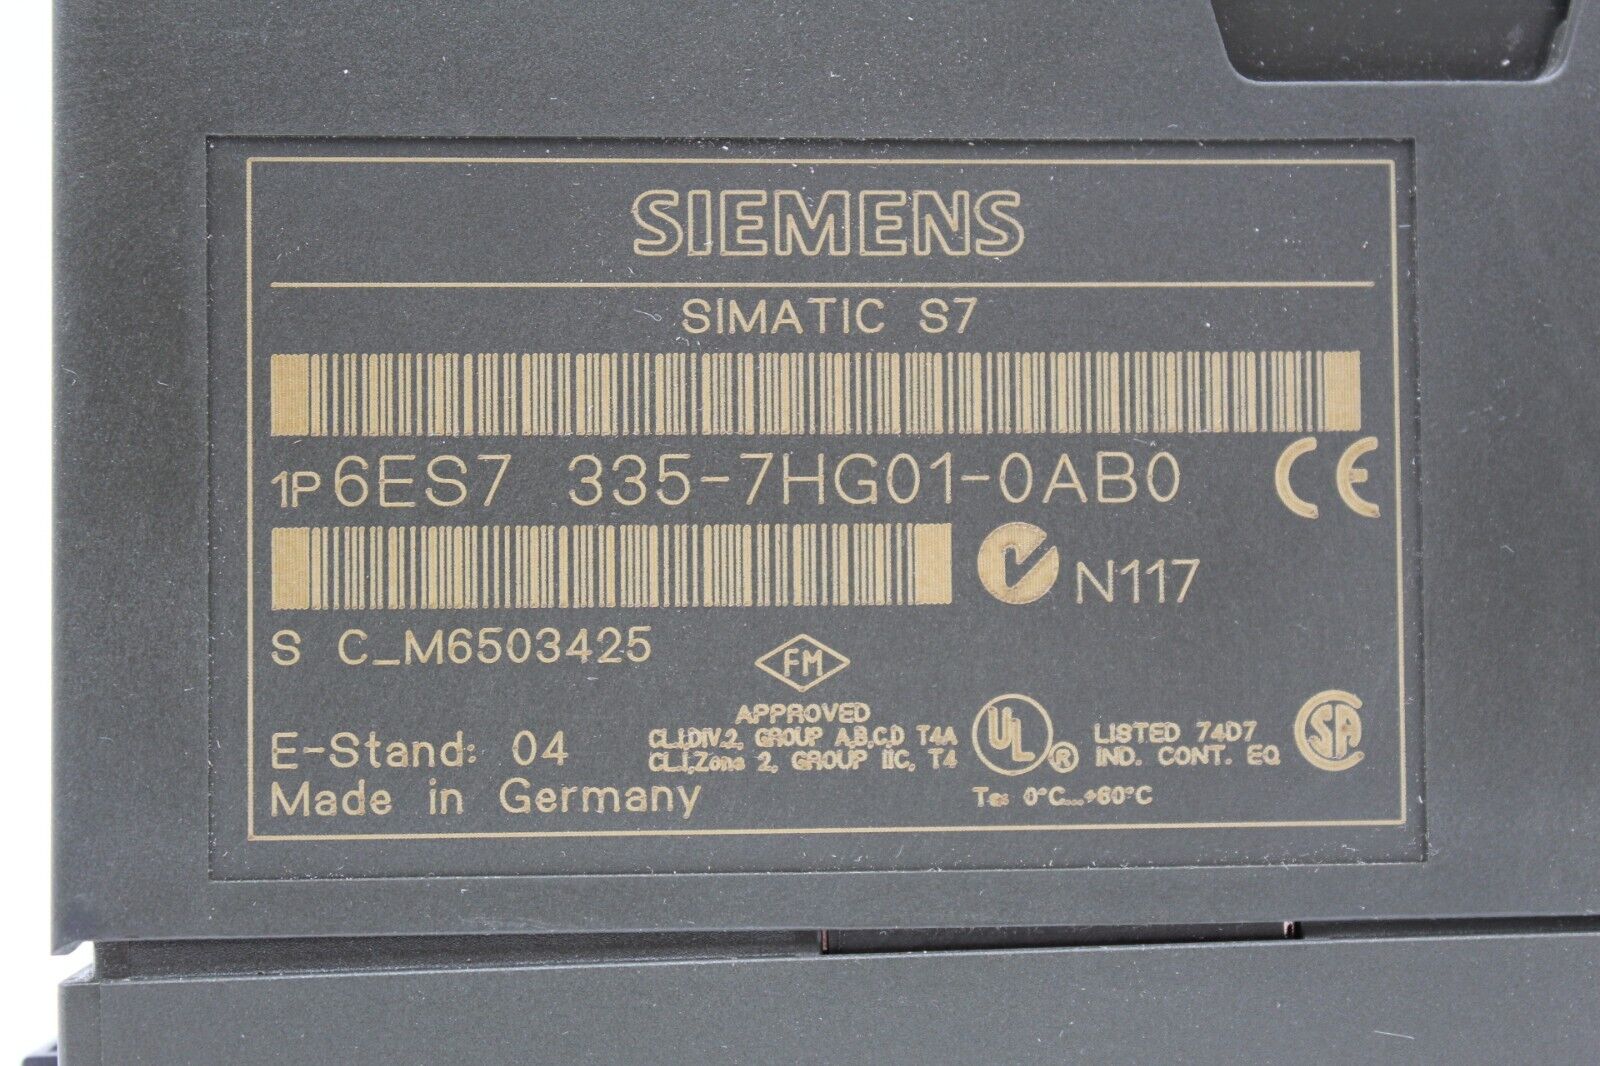 SIEMENS
SIMATIC S7
1P 6ES7 335-7HG01-0AB0 CE
N117
S C_M6503425
FM
APPROVED
CL.I,DIV.2, GROUP A,B,C,D T4A
CL.I,Zone 2, GROUP IIC, T4
UL ® LISTED 74D7
IND. CONT. EQ
SA
Ta: 0°C...+60°C
E-Stand: 04
Made in Germany